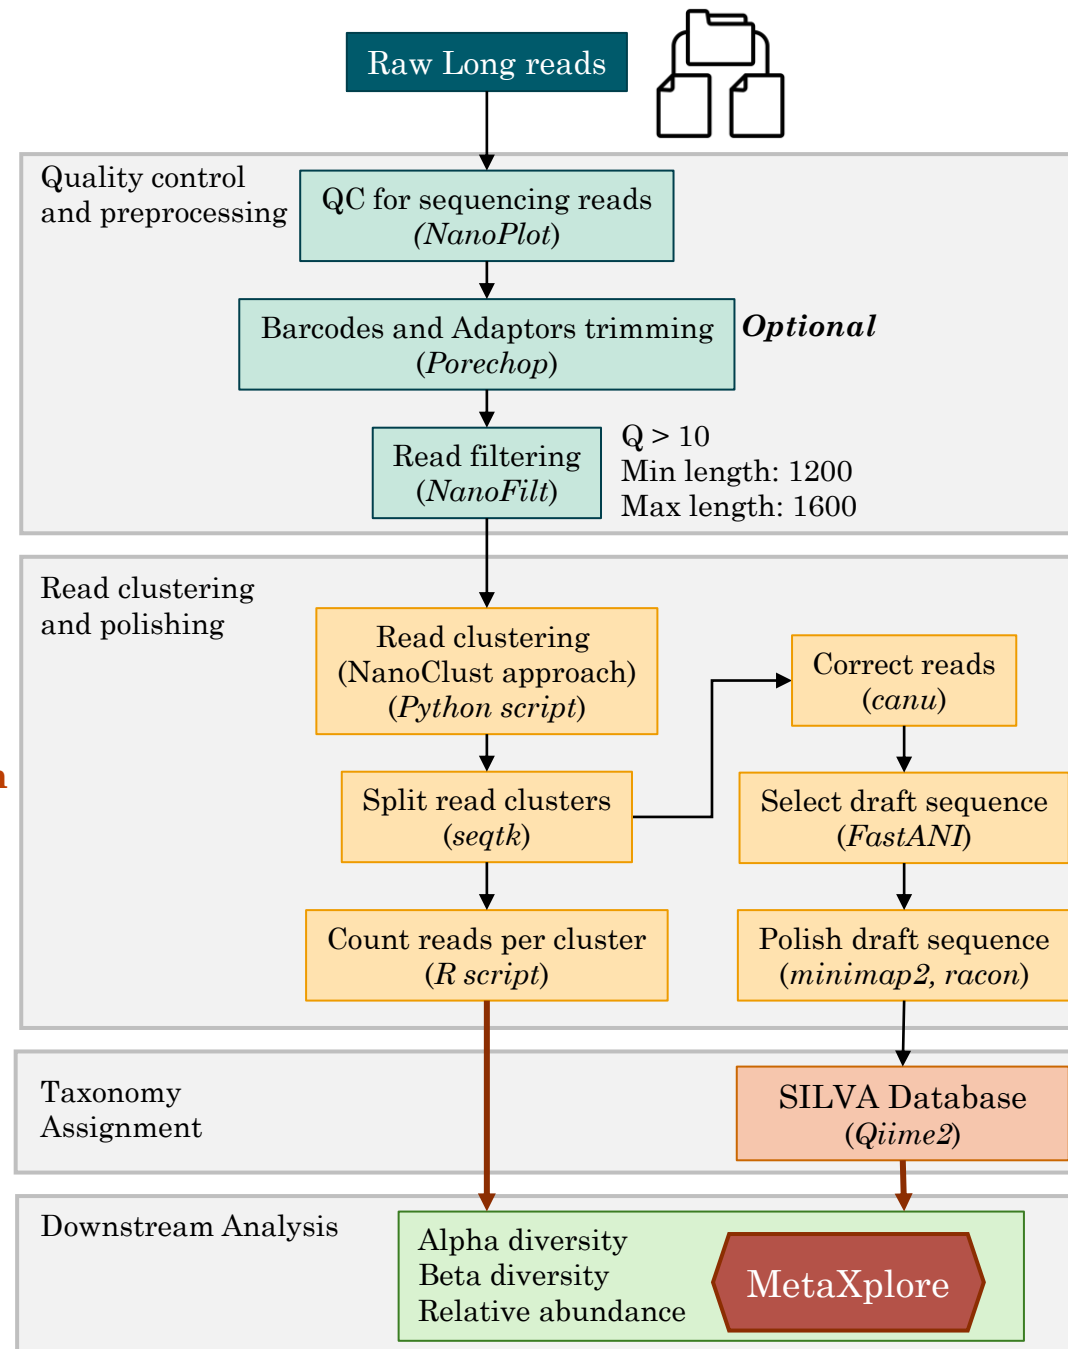 Raw Long reads
Quality control
and preprocessing
QC for sequencing reads
(NanoPlot)
Barcodes and Adaptors trimming
(Porechop)
Optional
Read filtering
(NanoFilt)
Q > 10
Min length: 1200
Max length: 1600
Read clustering
and polishing
Read clustering
(NanoClust approach)
(Python script)
Split read clusters
(seqtk)
Count reads per cluster
(R script)
Correct reads
(canu)
Select draft sequence
(FastANI)
Polish draft sequence
(minimap2, racon)
Taxonomy
Assignment
SILVA Database
(Qiime2)
Downstream Analysis
Alpha diversity
Beta diversity
Relative abundance
MetaXplore